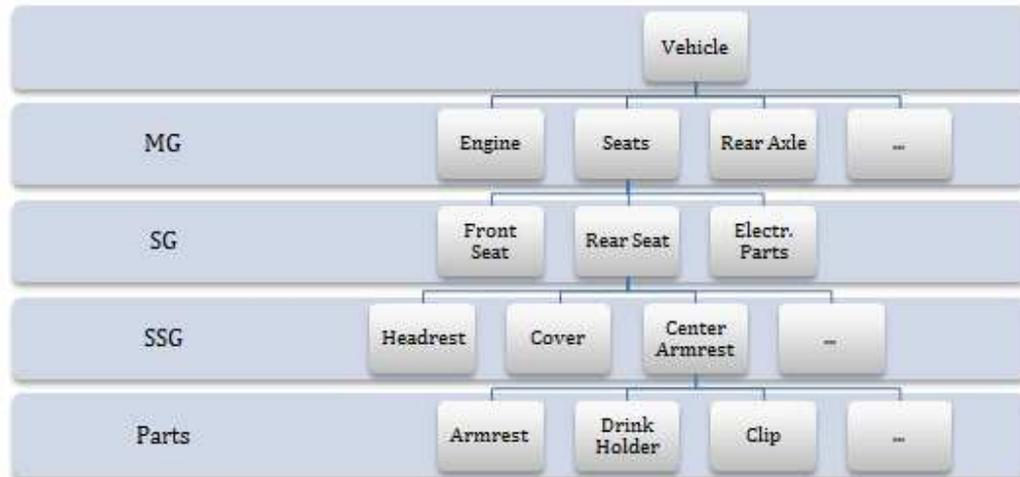 Vehicle
MG
Engine
Seats
Rear Axle
...
SG
Front
Seat
Rear Seat
Electr.
Parts
SSG
Headrest
Cover
Center
Armrest
...
Parts
Armrest
Drink
Holder
Clip
...